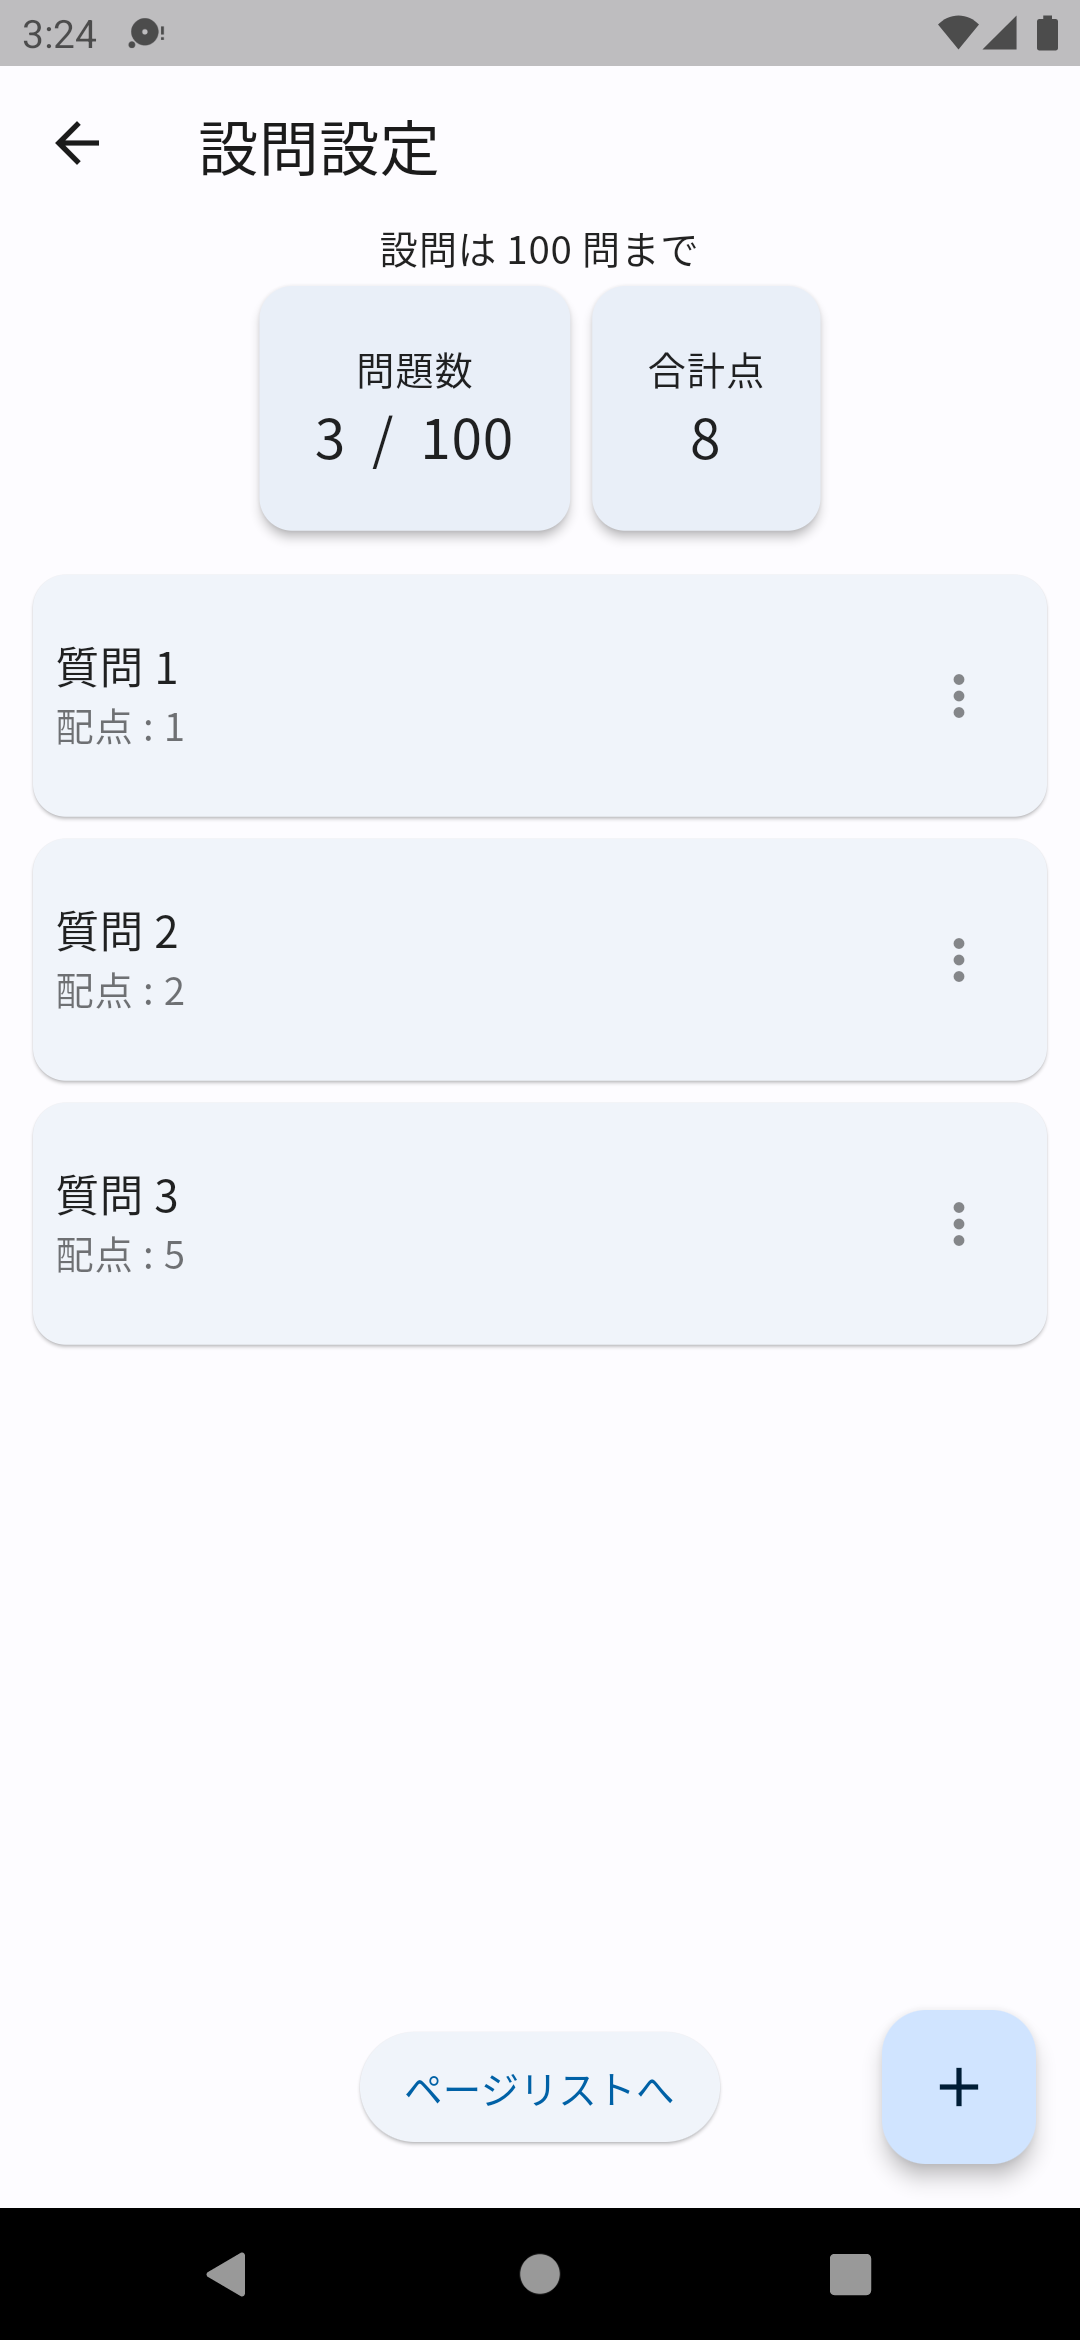 3:24
設問設定
設問は 100 問まで
問題数
3 / 100
合計点
8
質問 1
配点 : 1
質問 2
配点 : 2
質問 3
配点 : 5
ページリストへ